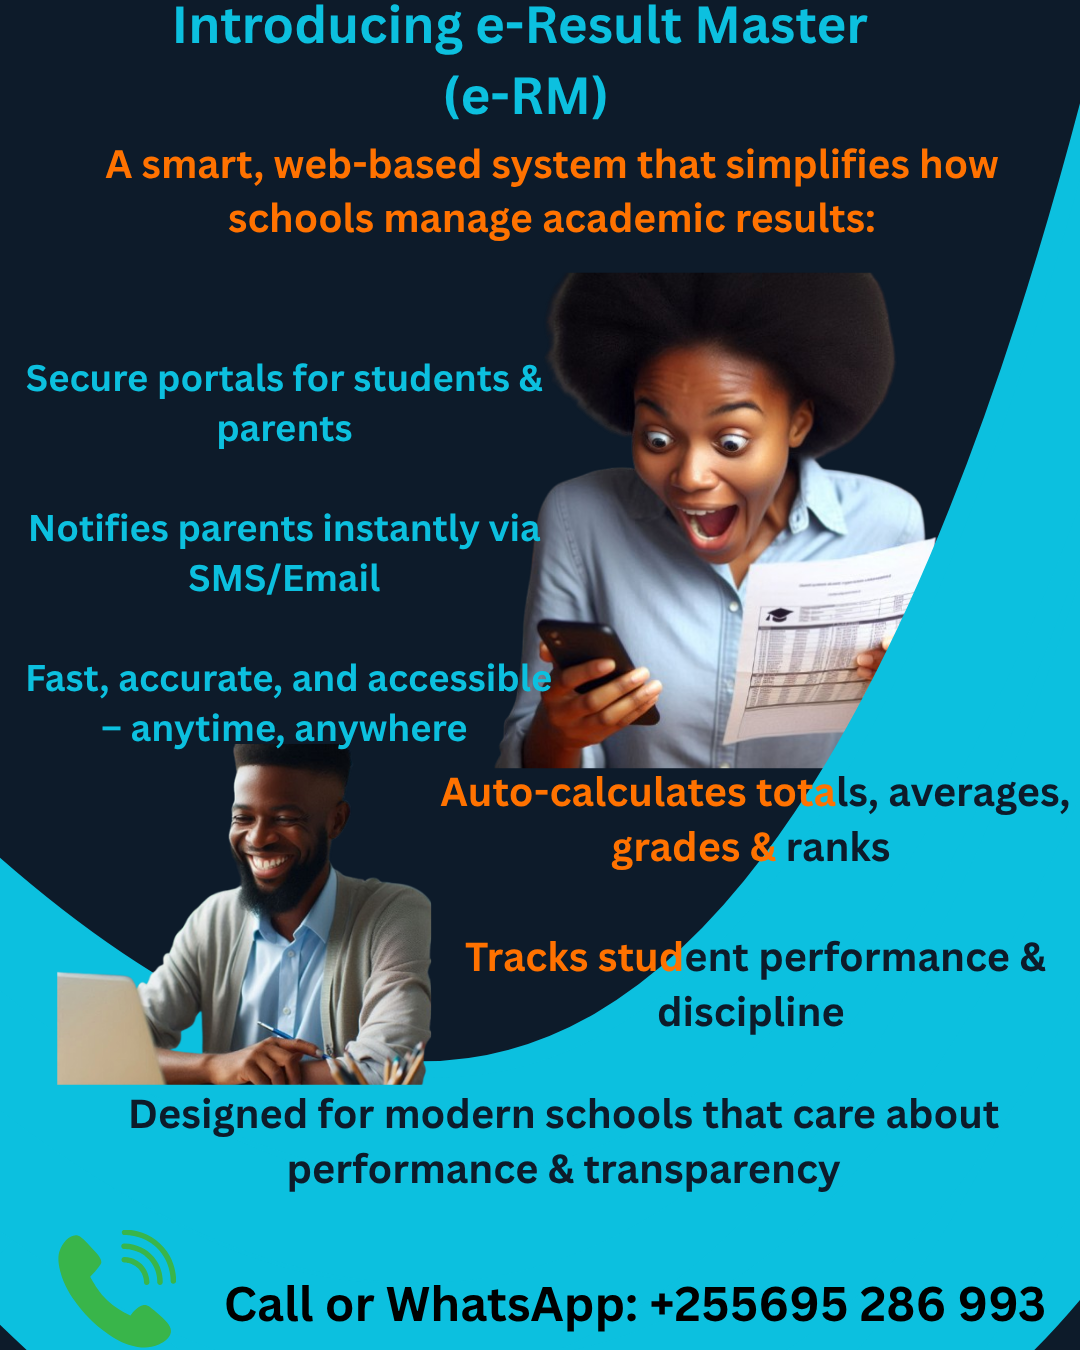 Introducing e-Result Master
(e-RM)
A smart, web-based system that simplifies how
schools manage academic results:
Secure portals for students &
parents
Notifies parents instantly via
SMS/Email
Fast, accurate, and accessible
– anytime, anywhere
Auto-calculates totals, averages,
grades & ranks
Tracks student performance &
discipline
Designed for modern schools that care about
performance & transparency
Call or WhatsApp: +255695 286 993